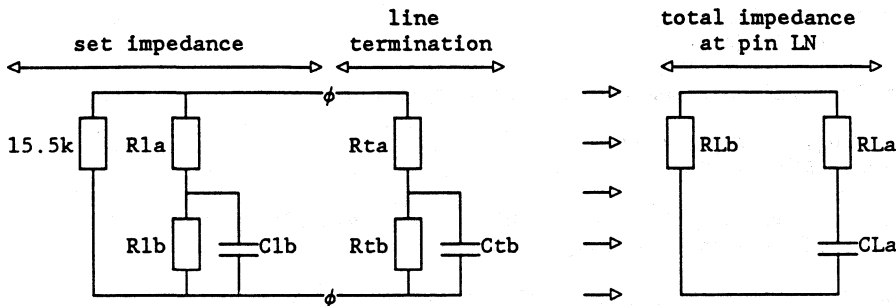 line
total impedance
set impedance
termination
at pin LN
ϕ
15.5k
R1a
Rta
RLb
RLa
R1b
C1b
Rtb
Ctb
CLa
ϕ